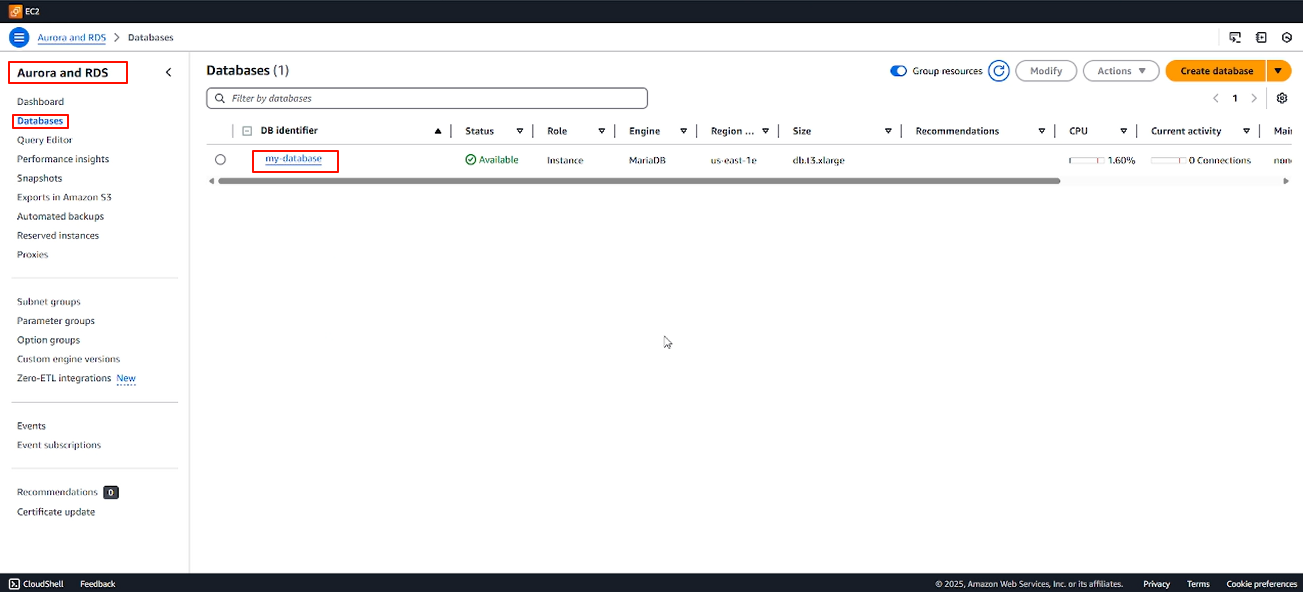 EC2
Aurora and RDS > Databases
Aurora and RDS
Dashboard
Databases
Query Editor
Performance insights
Snapshots
Exports in Amazon S3
Automated backups
Reserved instances
Proxies
Subnet groups
Parameter groups
Option groups
Custom engine versions
Zero-ETL integrations New
Events
Event subscriptions
Recommendations 0
Certificate update
Databases (1)
Group resources
Modify
Actions
Create database
Filter by databases
1
DB identifier Status Role Engine Region ... Size Recommendations CPU Current activity Main
my-database Available Instance MariaDB us-east-1e db.t3.xlarge 1.60% 0 Connections none
CloudShell Feedback
© 2025, Amazon Web Services, Inc. or its affiliates. Privacy Terms Cookie preferences